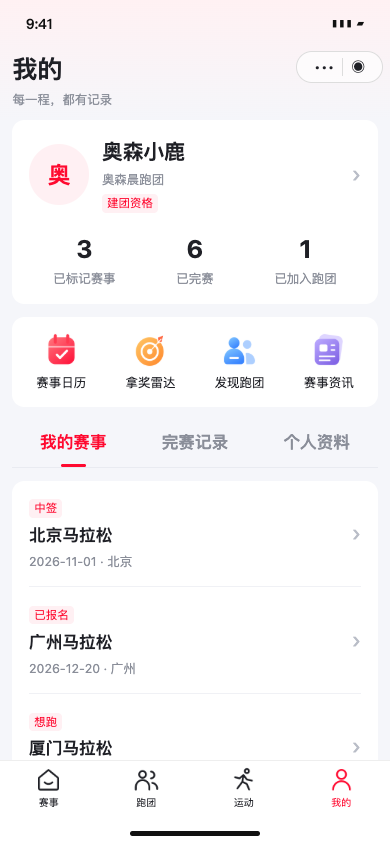 9:41
我的
每一程，都有记录
奥
奥森小鹿
奥森晨跑团
建团资格
3
6
1
已标记赛事
已完赛
已加入跑团
赛事日历
拿奖雷达
发现跑团
赛事资讯
我的赛事
完赛记录
个人资料
中签
北京马拉松
2026-11-01 · 北京
已报名
广州马拉松
2026-12-20 · 广州
想跑
厦门马拉松
赛事
跑团
运动
我的